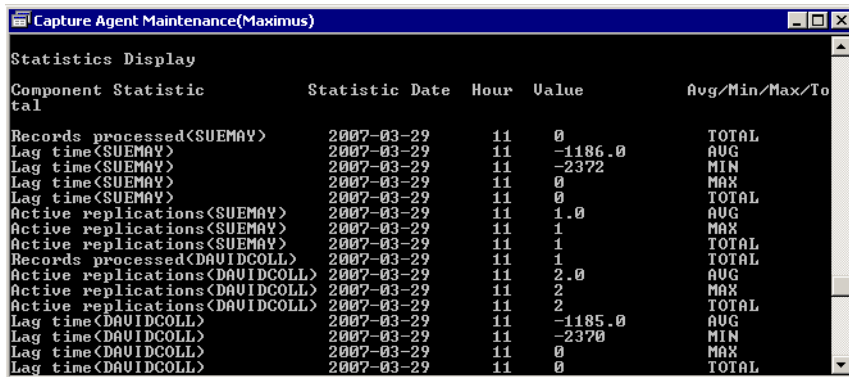 Capture Agent Maintenance(Maximus)
Statistics Display
Component Statistic Statistic Date Hour Value Avg/Min/Max/To
tal
Records processed(SUEMAY) 2007-03-29 11 0 TOTAL
Lag time(SUEMAY) 2007-03-29 11 -1186.0 AVG
Lag time(SUEMAY) 2007-03-29 11 -2372 MIN
Lag time(SUEMAY) 2007-03-29 11 0 MAX
Lag time(SUEMAY) 2007-03-29 11 0 TOTAL
Active replications(SUEMAY) 2007-03-29 11 1.0 AVG
Active replications(SUEMAY) 2007-03-29 11 1 MAX
Active replications(SUEMAY) 2007-03-29 11 1 TOTAL
Records processed(DAVIDCOLL) 2007-03-29 11 1 TOTAL
Active replications(DAVIDCOLL) 2007-03-29 11 2.0 AVG
Active replications(DAVIDCOLL) 2007-03-29 11 2 MAX
Active replications(DAVIDCOLL) 2007-03-29 11 2 TOTAL
Lag time(DAVIDCOLL) 2007-03-29 11 -1185.0 AVG
Lag time(DAVIDCOLL) 2007-03-29 11 -2370 MIN
Lag time(DAVIDCOLL) 2007-03-29 11 0 MAX
Lag time(DAVIDCOLL) 2007-03-29 11 0 TOTAL